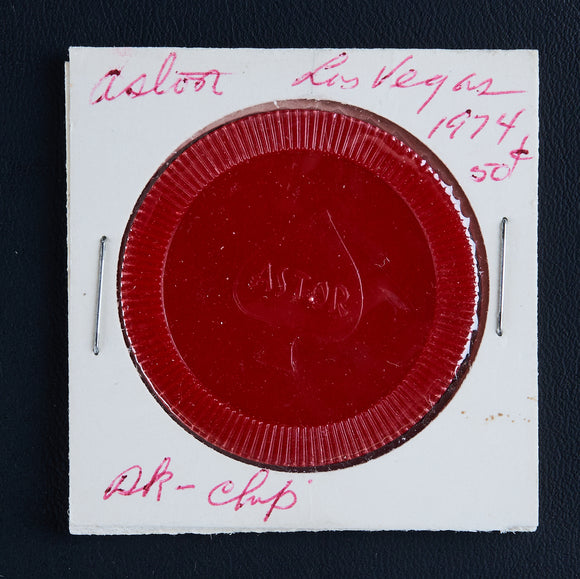 Astor Las Vegas
1974
50¢
ASTOR
Dk - chip